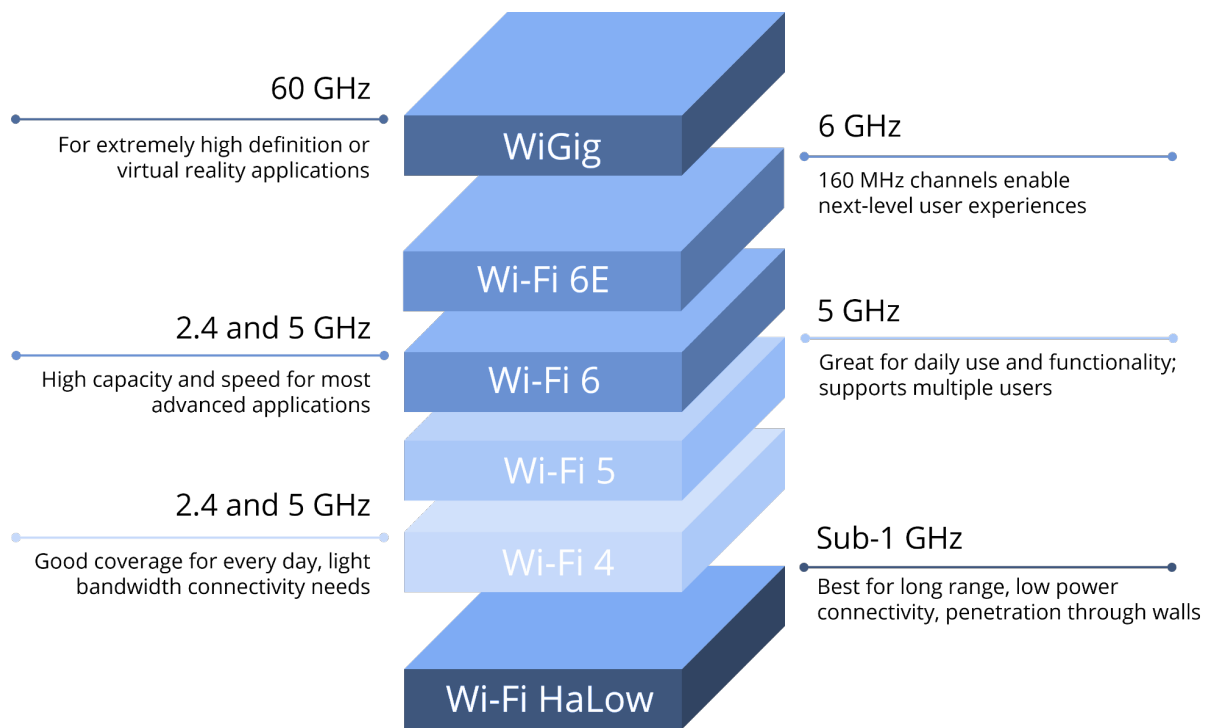 60 GHz
For extremely high definition or
virtual reality applications
WiGig
6 GHz
160 MHz channels enable
next-level user experiences
Wi-Fi 6E
2.4 and 5 GHz
High capacity and speed for most
advanced applications
Wi-Fi 6
5 GHz
Great for daily use and functionality;
supports multiple users
Wi-Fi 5
2.4 and 5 GHz
Good coverage for every day, light
bandwidth connectivity needs
Wi-Fi 4
Sub-1 GHz
Best for long range, low power
connectivity, penetration through walls
Wi-Fi HaLow